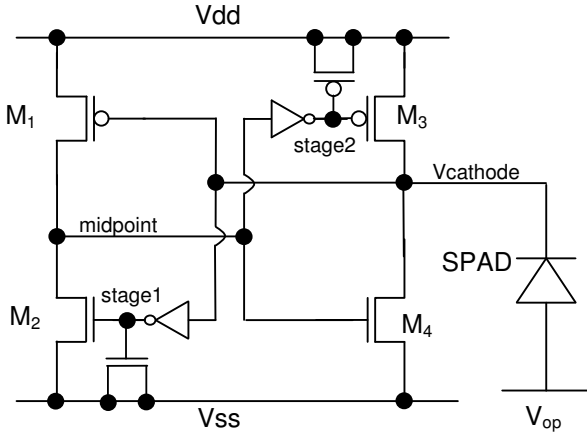 Vdd
M1
M3
stage2
Vcathode
midpoint
SPAD
stage1
M2
M4
Vss
Vop